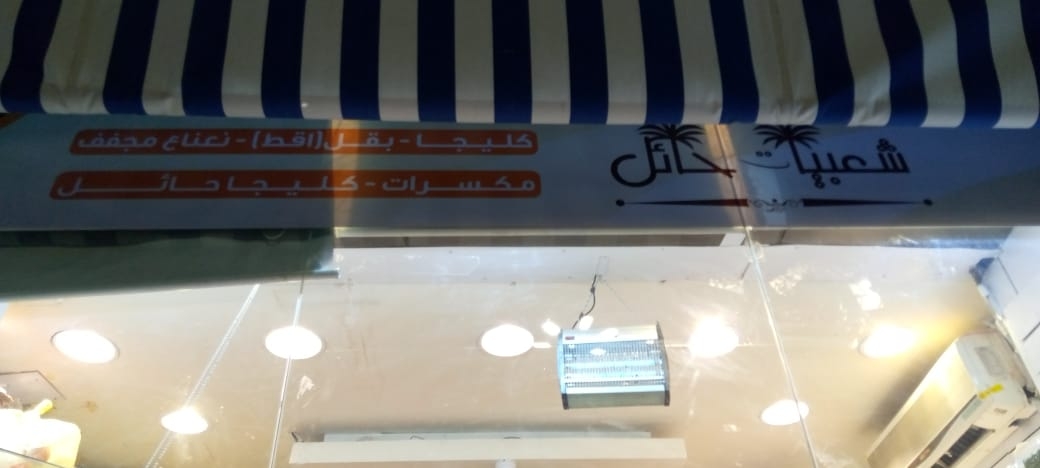 شعبيات حائل
كليجا - بقل (اقط) - نعناع مجفف
مكسرات - كليجا حائل